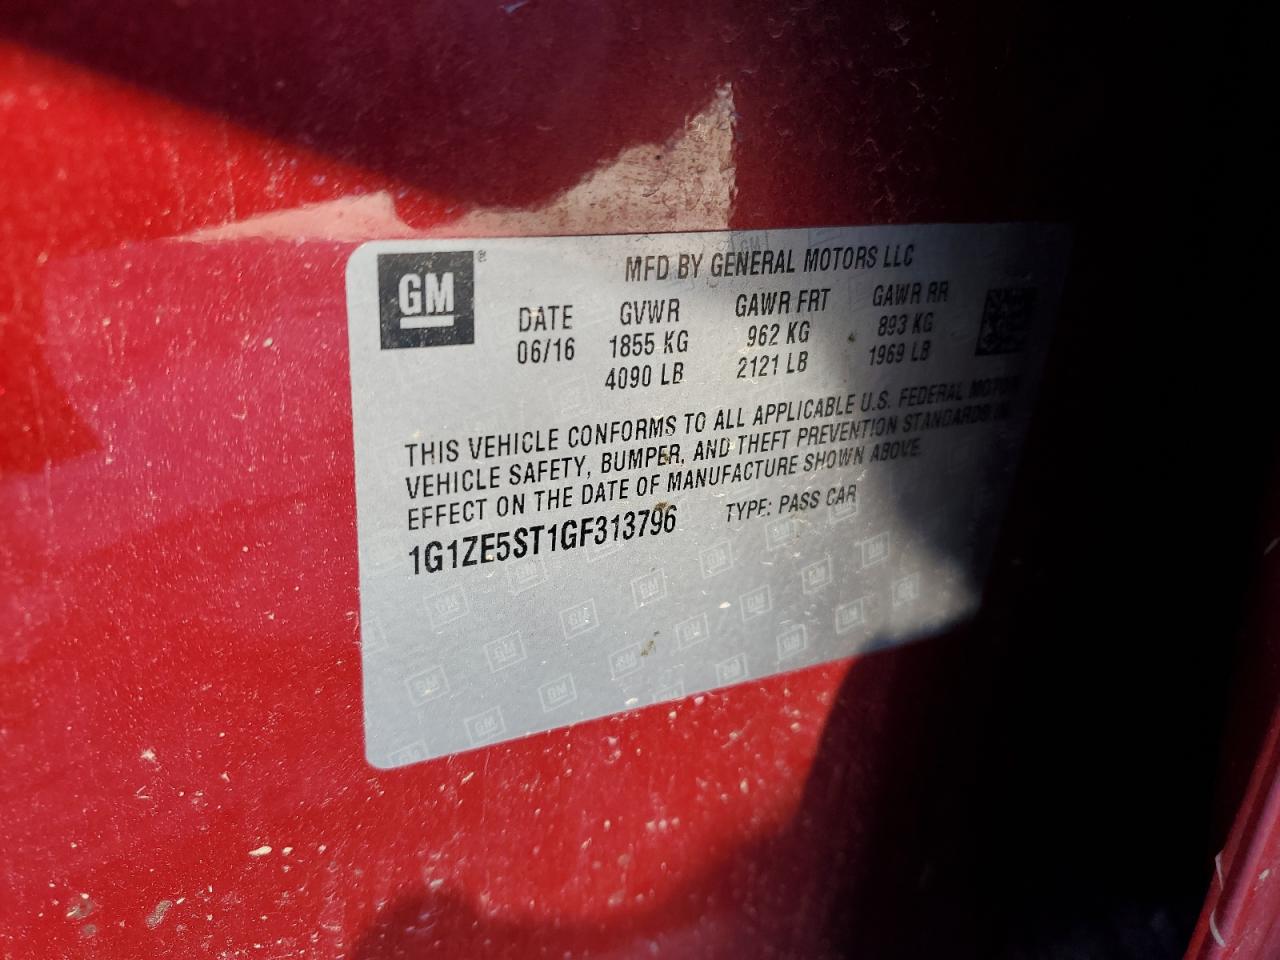 GM®
MFD BY GENERAL MOTORS LLC
DATE GVWR GAWR FRT GAWR RR
06/16 1855 KG 962 KG 893 KG
4090 LB 2121 LB 1969 LB
THIS VEHICLE CONFORMS TO ALL APPLICABLE U.S. FEDERAL MOTOR
VEHICLE SAFETY, BUMPER, AND THEFT PREVENTION STANDARDS IN
EFFECT ON THE DATE OF MANUFACTURE SHOWN ABOVE.
1G1ZE5ST1GF313796 TYPE: PASS CAR